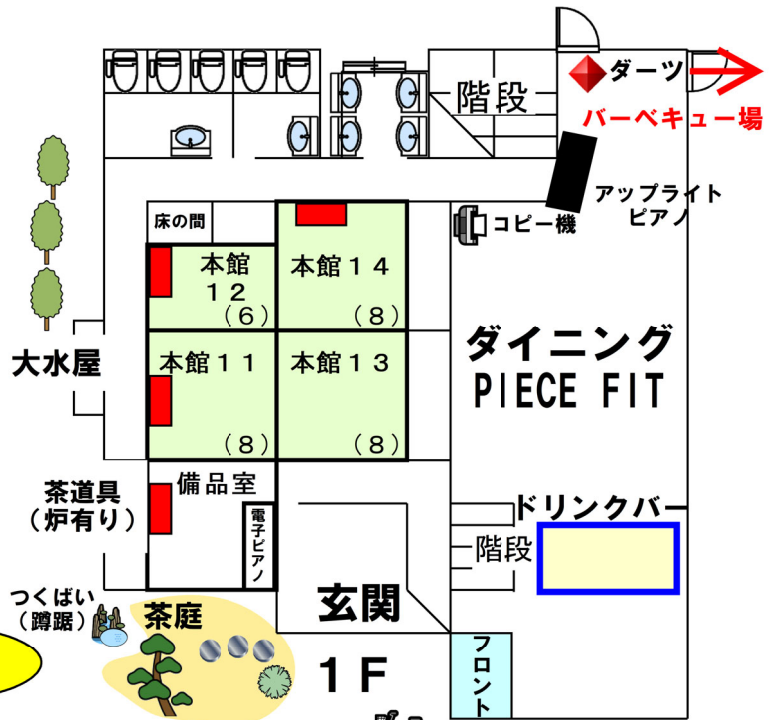 階段
ダーツ
バーベキュー場
アップライト
ピアノ
コピー機
床の間
本館
１２
（６）
本館１４
（８）
大水屋
本館１１
（８）
本館１３
（８）
ダイニング
PIECE FIT
茶道具
（炉有り）
備品室
電子ピアノ
ドリンクバー
階段
つくばい
（蹲踞）
茶庭
玄関
１Ｆ
フロント